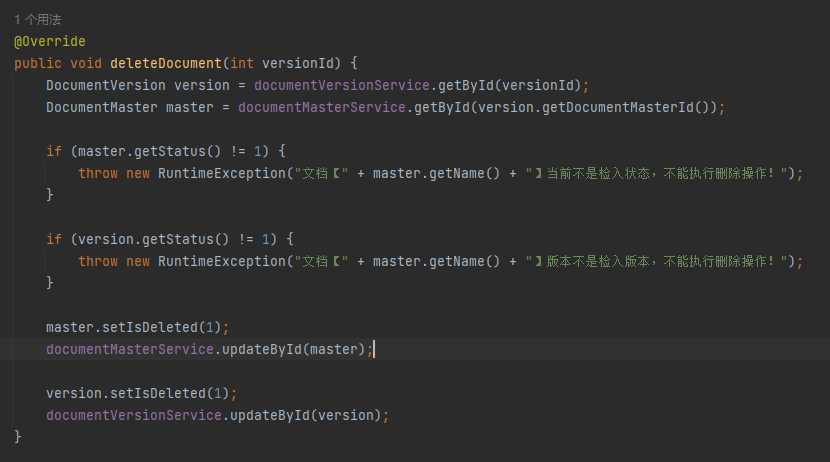 1 个用法
@Override
public void deleteDocument(int versionId) {
DocumentVersion version = documentVersionService.getById(versionId);
DocumentMaster master = documentMasterService.getById(version.getDocumentMasterId());
if (master.getStatus() != 1) {
throw new RuntimeException("文档【" + master.getName() + "】当前不是检入状态，不能执行删除操作！");
}
if (version.getStatus() != 1) {
throw new RuntimeException("文档【" + master.getName() + "】版本不是检入版本，不能执行删除操作！");
}
master.setIsDeleted(1);
documentMasterService.updateById(master);
version.setIsDeleted(1);
documentVersionService.updateById(version);
}